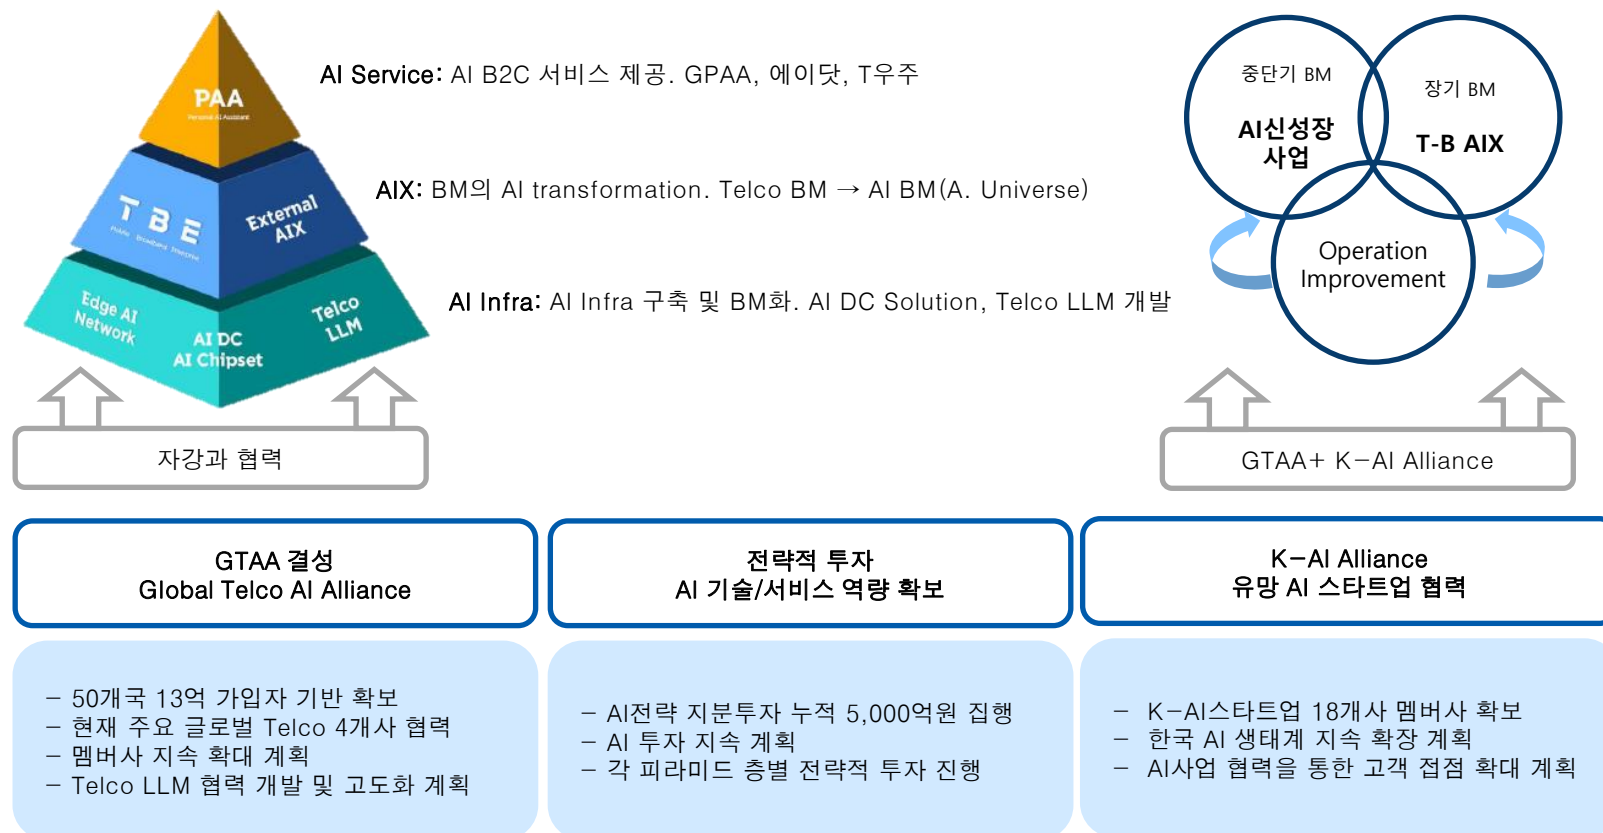 PAA
Personal AI Assistant
T B E
External
AIX
Edge AI
Network
AI DC
AI Chipset
Telco
LLM
AI Service: AI B2C 서비스 제공. GPAA, 에이닷, T우주
AIX: BM의 AI transformation. Telco BM → AI BM(A. Universe)
AI Infra: AI Infra 구축 및 BM화. AI DC Solution, Telco LLM 개발
중단기 BM
AI신성장
사업
장기 BM
T-B AIX
Operation
Improvement
자강과 협력
GTAA+ K-AI Alliance
GTAA 결성
Global Telco AI Alliance
- 50개국 13억 가입자 기반 확보
- 현재 주요 글로벌 Telco 4개사 협력
- 멤버사 지속 확대 계획
- Telco LLM 협력 개발 및 고도화 계획
전략적 투자
AI 기술/서비스 역량 확보
- AI전략 지분투자 누적 5,000억원 집행
- AI 투자 지속 계획
- 각 피라미드 층별 전략적 투자 진행
K-AI Alliance
유망 AI 스타트업 협력
- K-AI스타트업 18개사 멤버사 확보
- 한국 AI 생태계 지속 확장 계획
- AI사업 협력을 통한 고객 접점 확대 계획